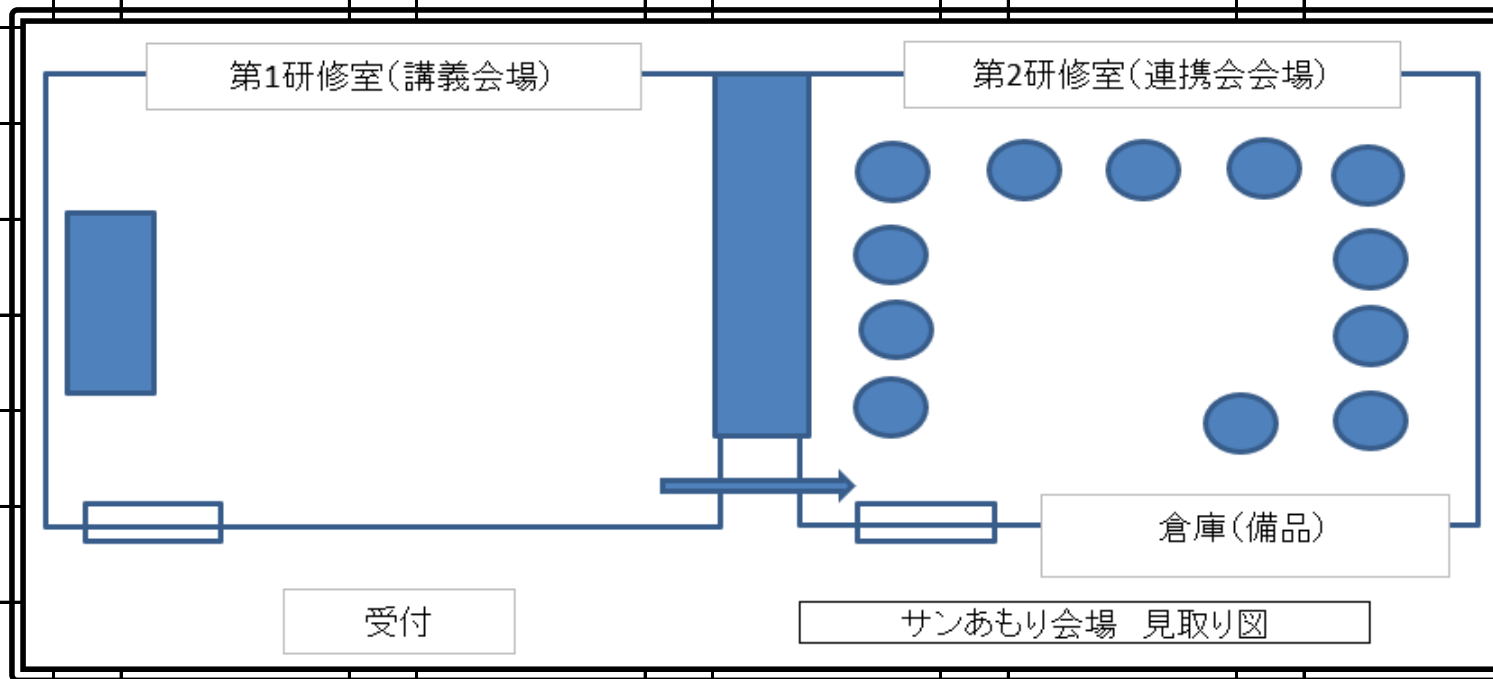 第1研修室(講義会場)
第2研修室(連携会会場)
倉庫(備品)
受付
サンあもり会場　見取り図